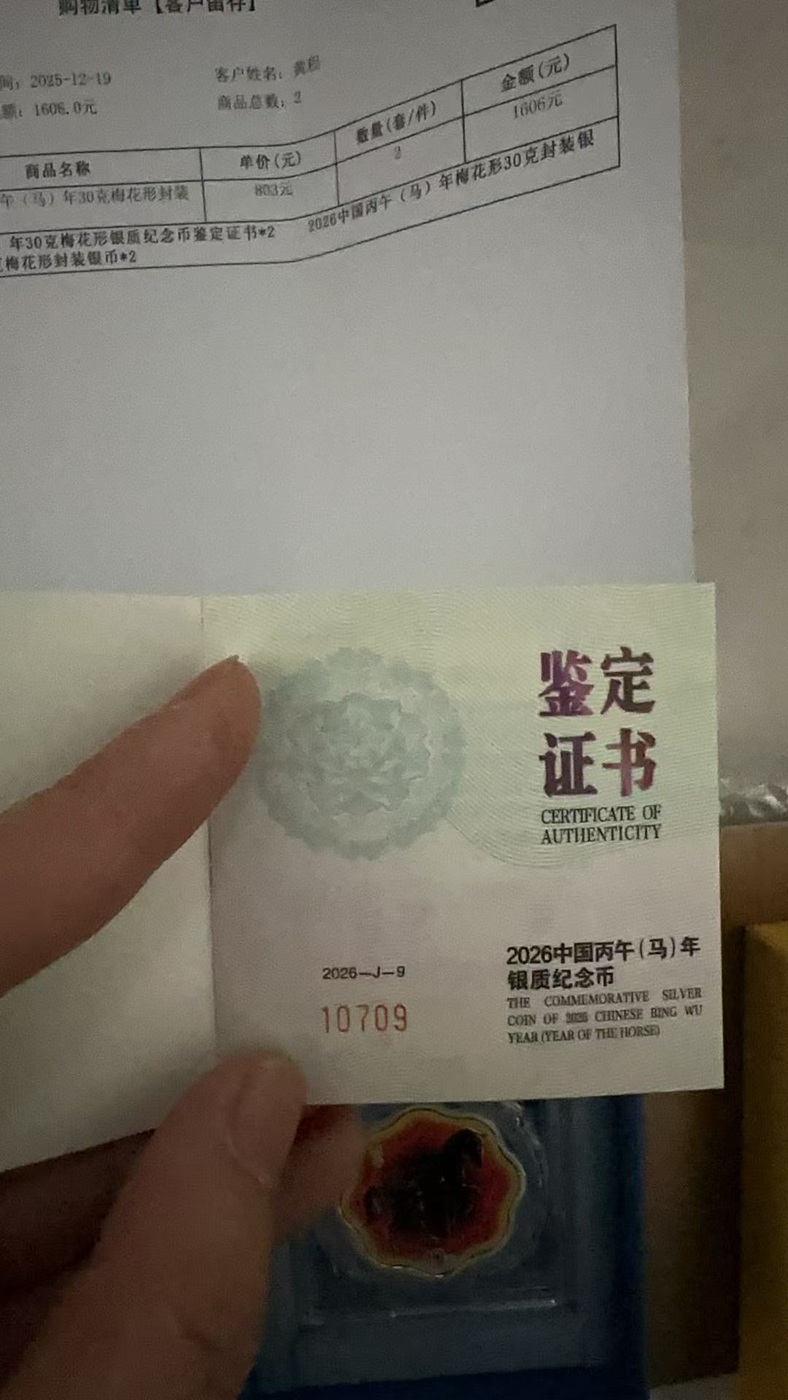 购物清单【客户留存】
间：2025-12-19
客户姓名：黄
额：1606.0元
商品总数：2
商品名称 单价(元) 数量(套/件) 金额(元)
午（马）年30克梅花形封装 803元 2 1606元
年30克梅花形银质纪念币鉴定证书*2 2026中国丙午（马）年梅花形30克封装银
梅花形封装银币*2
鉴定
证书
CERTIFICATE OF
AUTHENTICITY
2026—J—9
10709
2026中国丙午(马)年
银质纪念币
THE COMMEMORATIVE SILVER
COIN OF 2026 CHINESE BING WU
YEAR (YEAR OF THE HORSE)